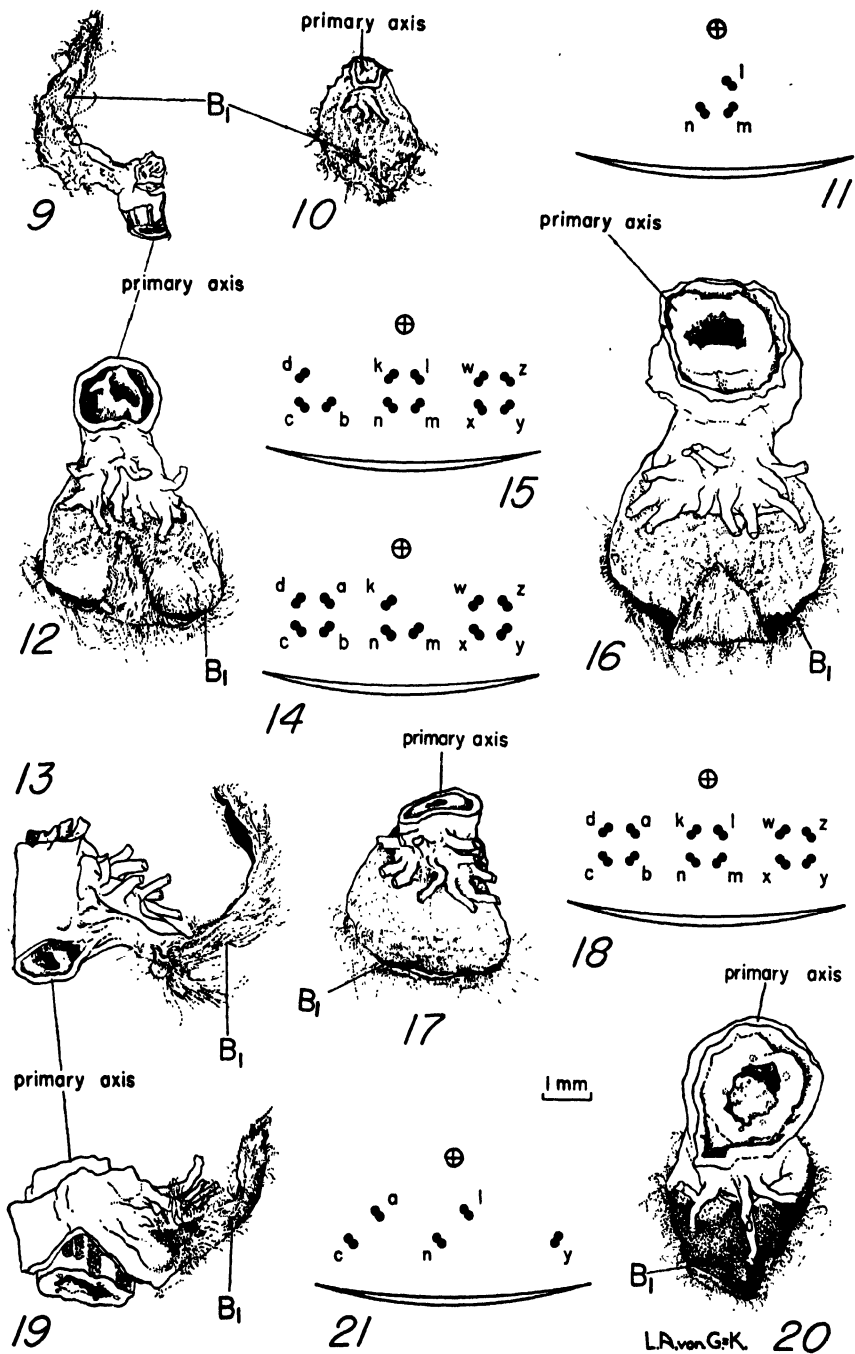 primary axis
B1
9
10
l
n m
11
primary axis
primary axis
d k l w z
c b n m x y
15
12
B1
d a k w z
c b n m x y
14
16
B1
13
primary axis
d a k l w z
c b n m x y
18
B1
17
B1
primary axis
primary axis
1 mm
a l
c n y
B1
B1
19
21
L.A.von.G=K. 20